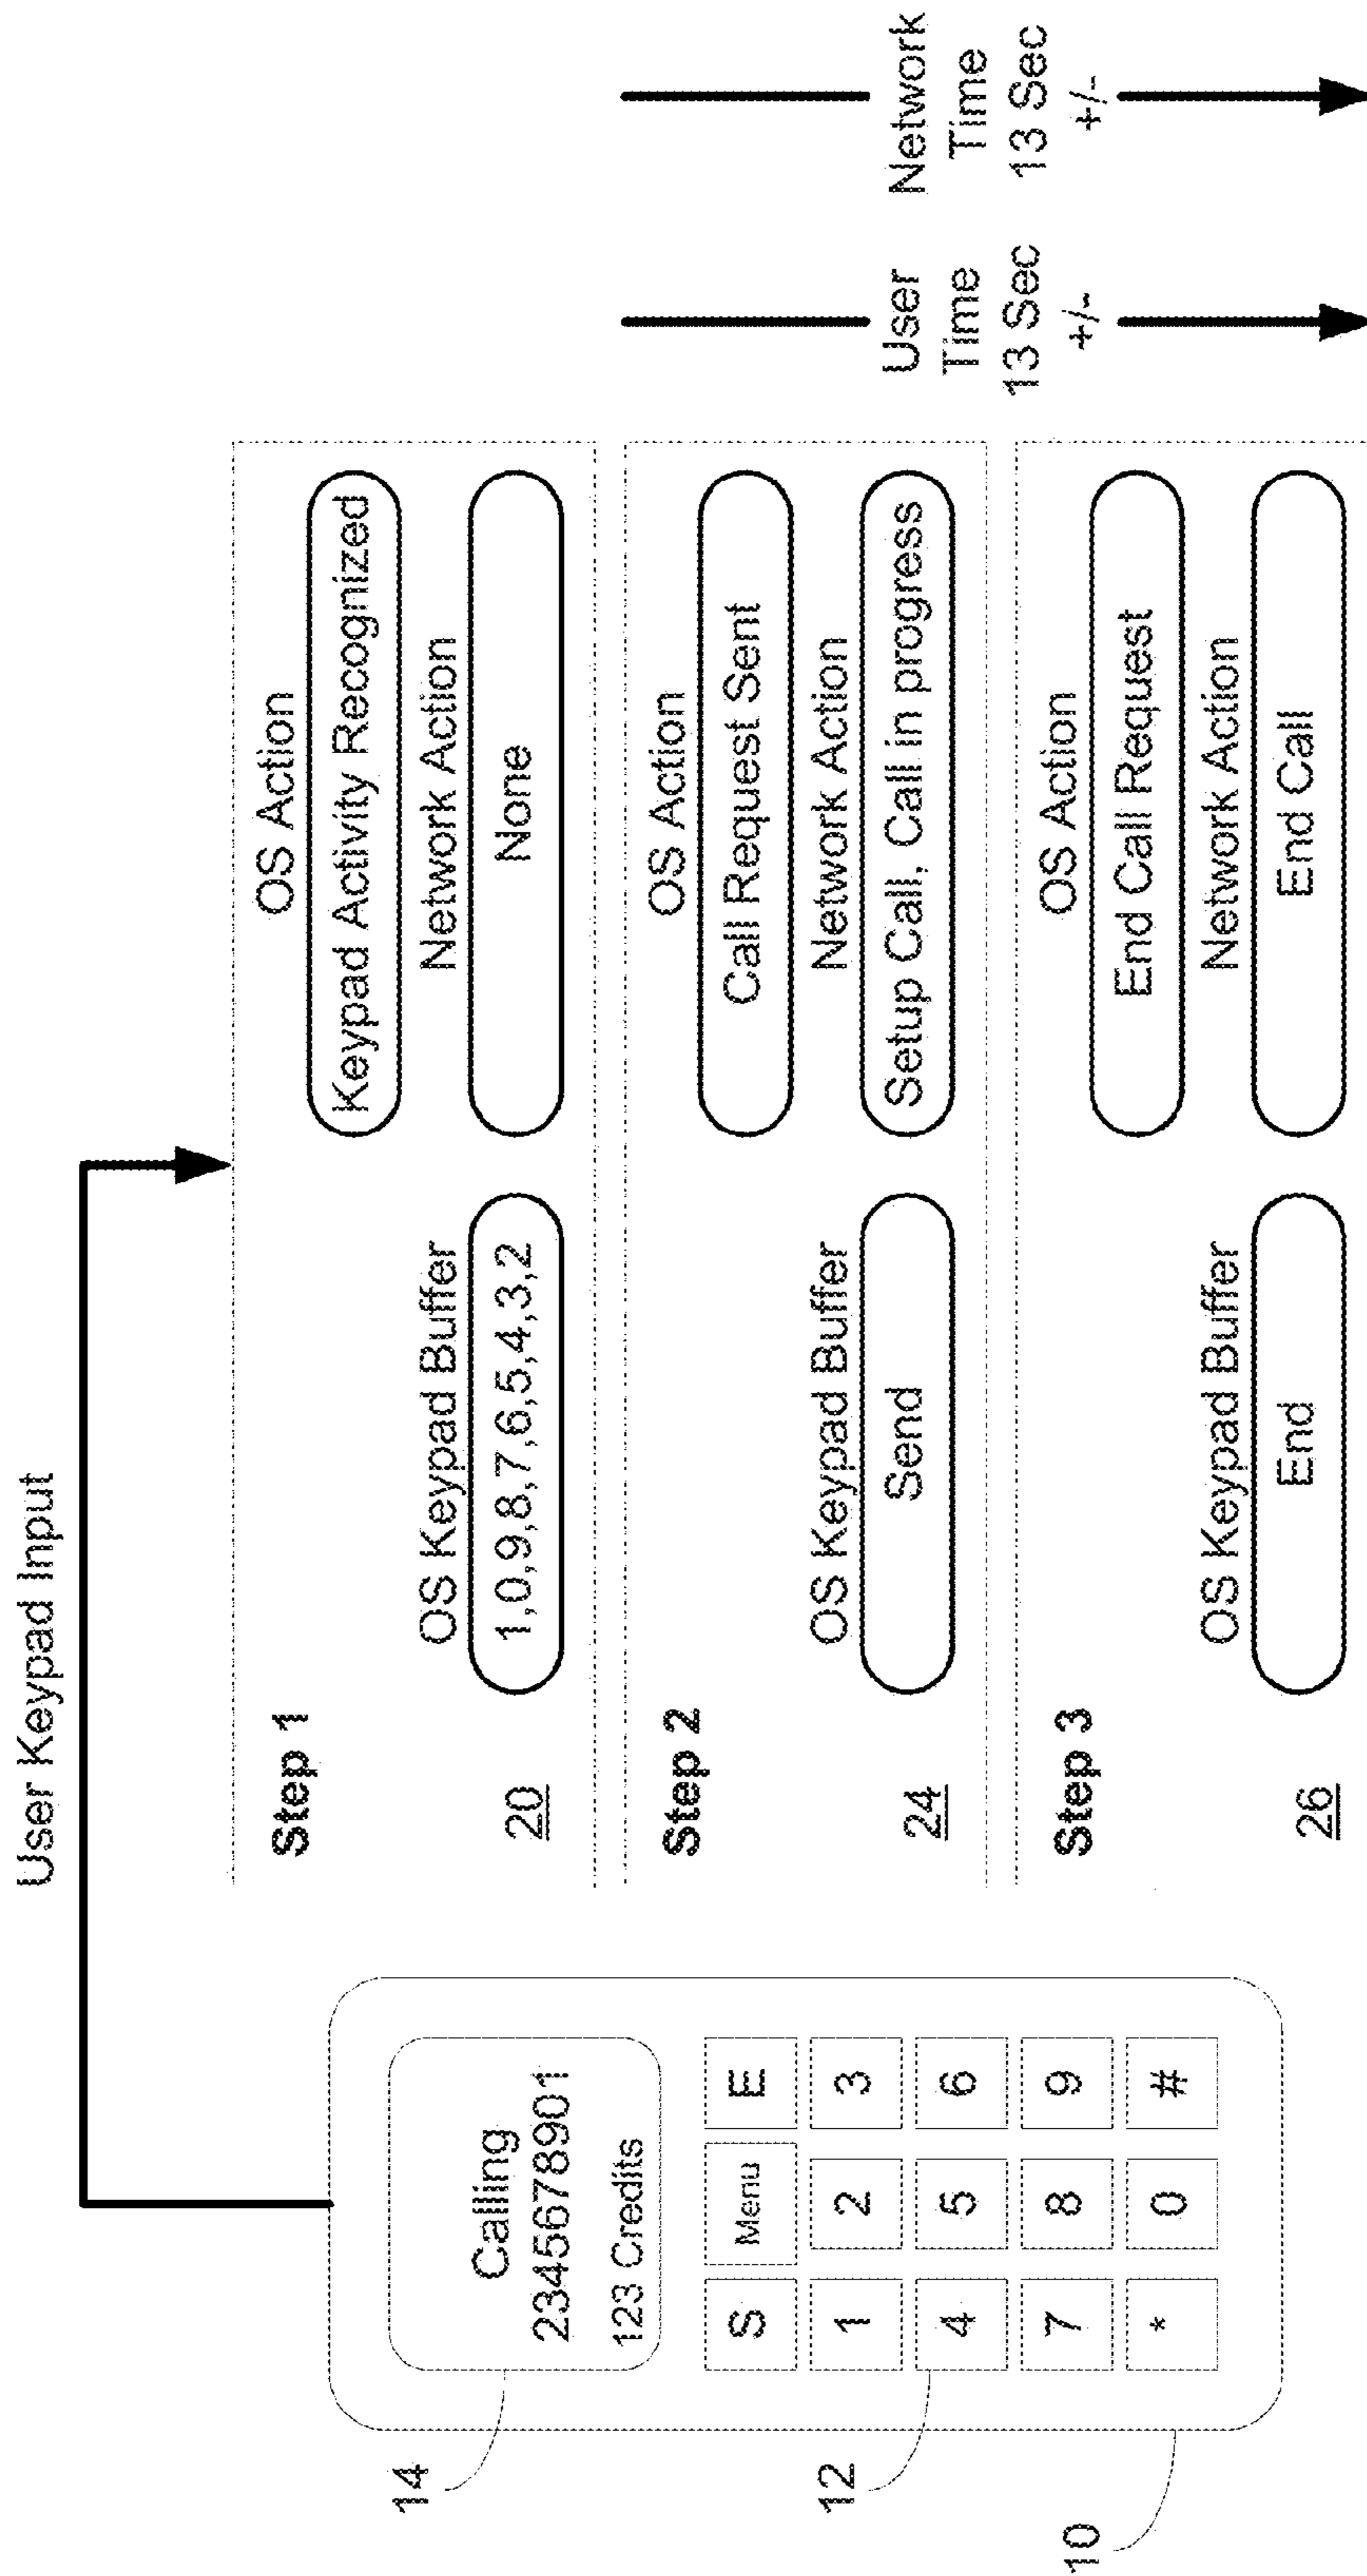 User Keypad Input
14
12
10
Calling
2345678901
123 Credits
S
Menu
E
1
2
3
4
5
6
7
8
9
*
0
#
Step 1
20
OS Keypad Buffer
1,0,9,8,7,6,5,4,3,2
OS Action
Keypad Activity Recognized
Network Action
None
Step 2
24
OS Keypad Buffer
Send
OS Action
Call Request Sent
Network Action
Setup Call, Call in progress
Step 3
26
OS Keypad Buffer
End
OS Action
End Call Request
Network Action
End Call
User
Time
13 Sec
+/-
Network
Time
13 Sec
+/-